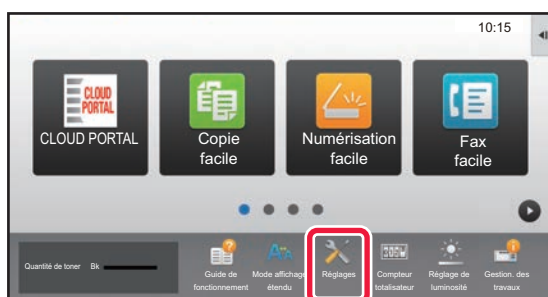 10:15
CLOUD
PORTAL
CLOUD PORTAL
Copie
facile
Numérisation
facile
Fax
facile
Quantité de toner Bk
Guide de
fonctionnement
Mode affichage
étendu
Réglages
Compteur
totalisateur
Réglage de
luminosité
Gestion. des
travaux